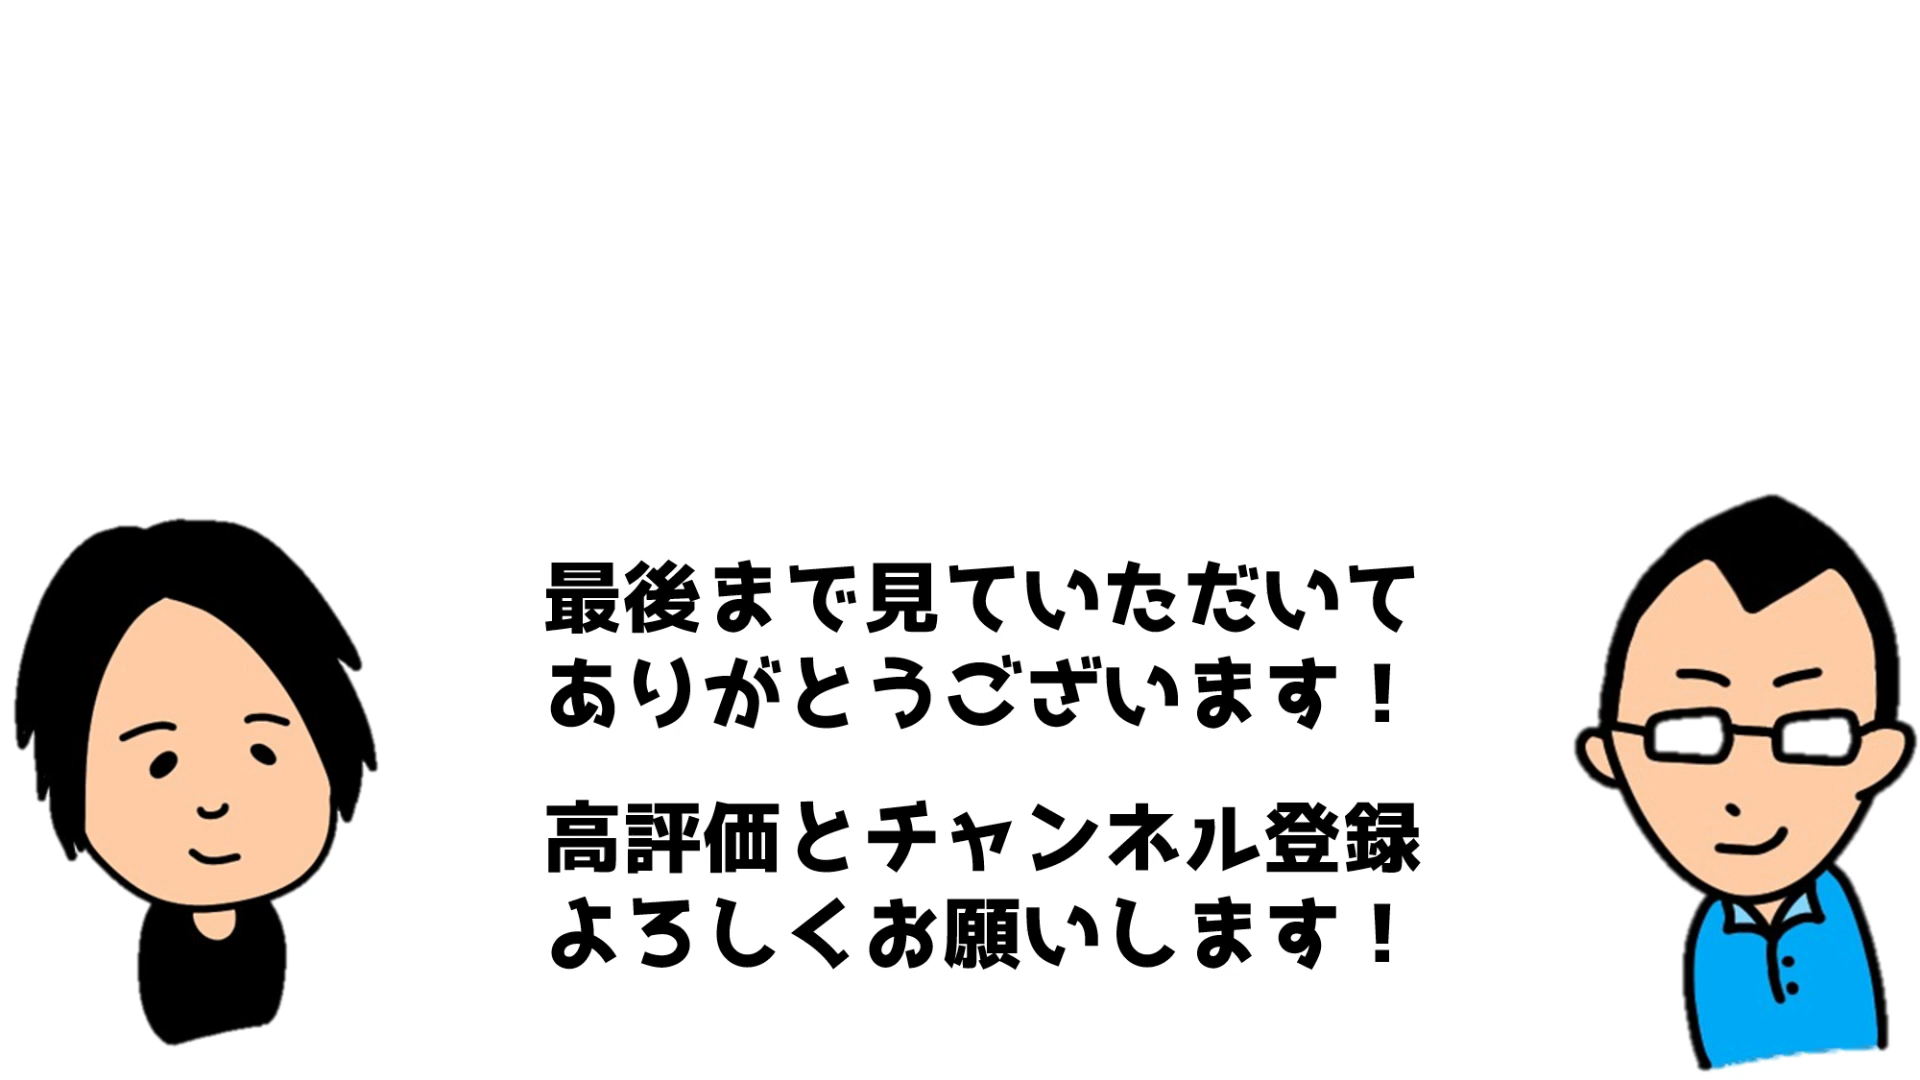 最後まで見ていただいて
ありがとうございます！
高評価とチャンネル登録
よろしくお願いします！